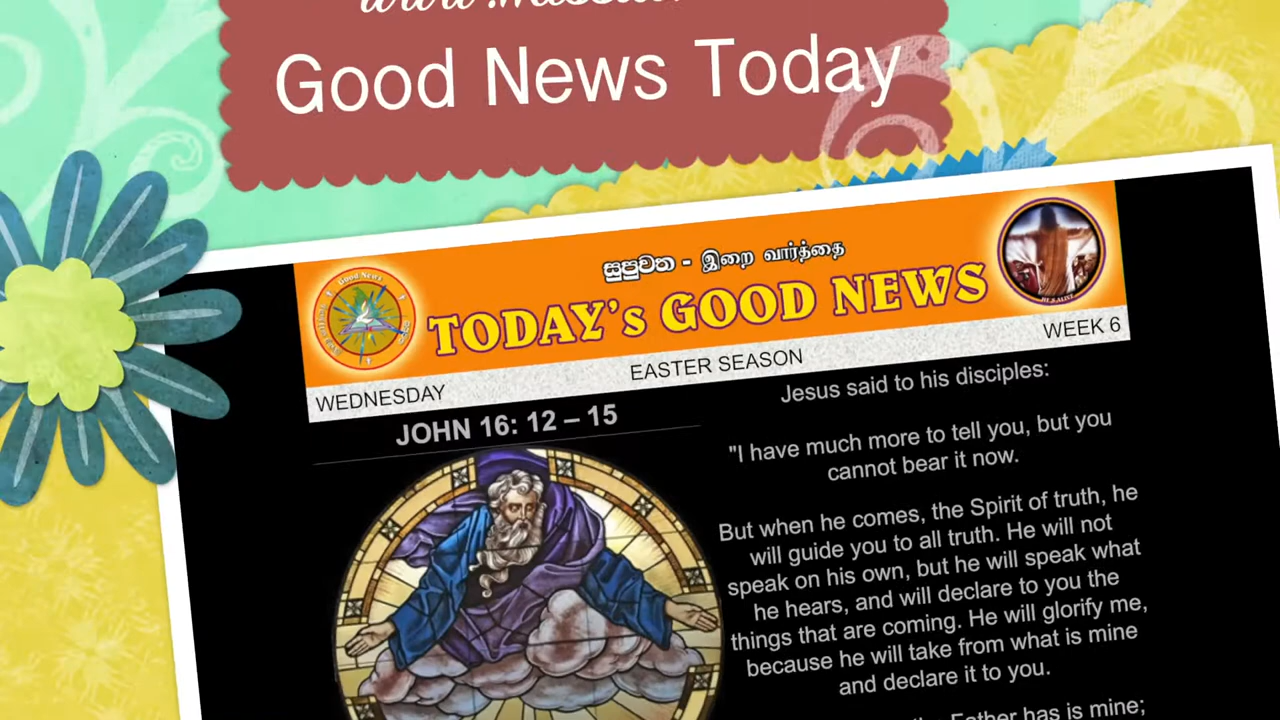 Good News Today
සුපුවත - இறை வார்த்தை
TODAY's GOOD NEWS
WEDNESDAY
EASTER SEASON
WEEK 6
JOHN 16: 12 – 15
Jesus said to his disciples:
"I have much more to tell you, but you
cannot bear it now.
But when he comes, the Spirit of truth, he
will guide you to all truth. He will not
speak on his own, but he will speak what
he hears, and will declare to you the
things that are coming. He will glorify me,
because he will take from what is mine
and declare it to you.
Father has is mine;
Good News